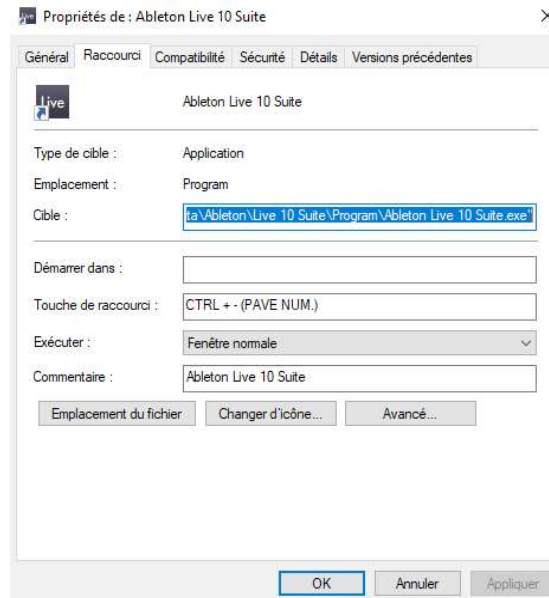 Propriétés de : Ableton Live 10 Suite
Général Raccourci Compatibilité Sécurité Détails Versions précédentes
Live
Ableton Live 10 Suite
Type de cible : Application
Emplacement : Program
Cible : ta\Ableton\Live 10 Suite\Program\Ableton Live 10 Suite.exe"
Démarrer dans :
Touche de raccourci : CTRL + - (PAVE NUM.)
Exécuter : Fenêtre normale
Commentaire : Ableton Live 10 Suite
Emplacement du fichier Changer d'icône... Avancé...
OK Annuler Appliquer